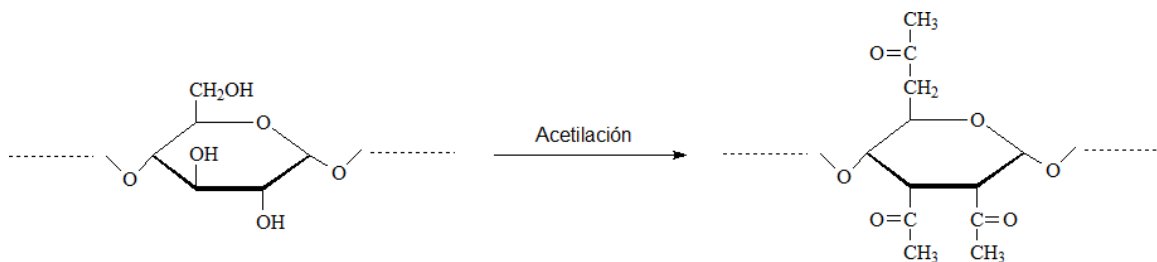 CH₂OH
O
OH
O
O
OH
Acetilación
CH₃
O=C
CH₂
O
O
O
O=C
C=O
CH₃
CH₃